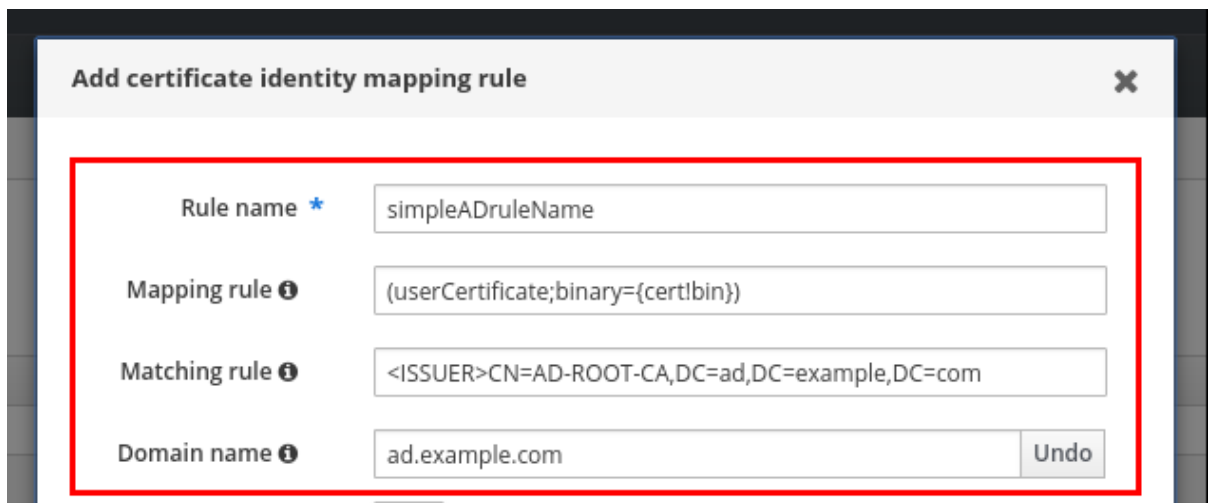 Add certificate identity mapping rule
Rule name * simpleADruleName
Mapping rule (userCertificate;binary={cert!bin})
Matching rule <ISSUER>CN=AD-ROOT-CA,DC=ad,DC=example,DC=com
Domain name ad.example.com Undo